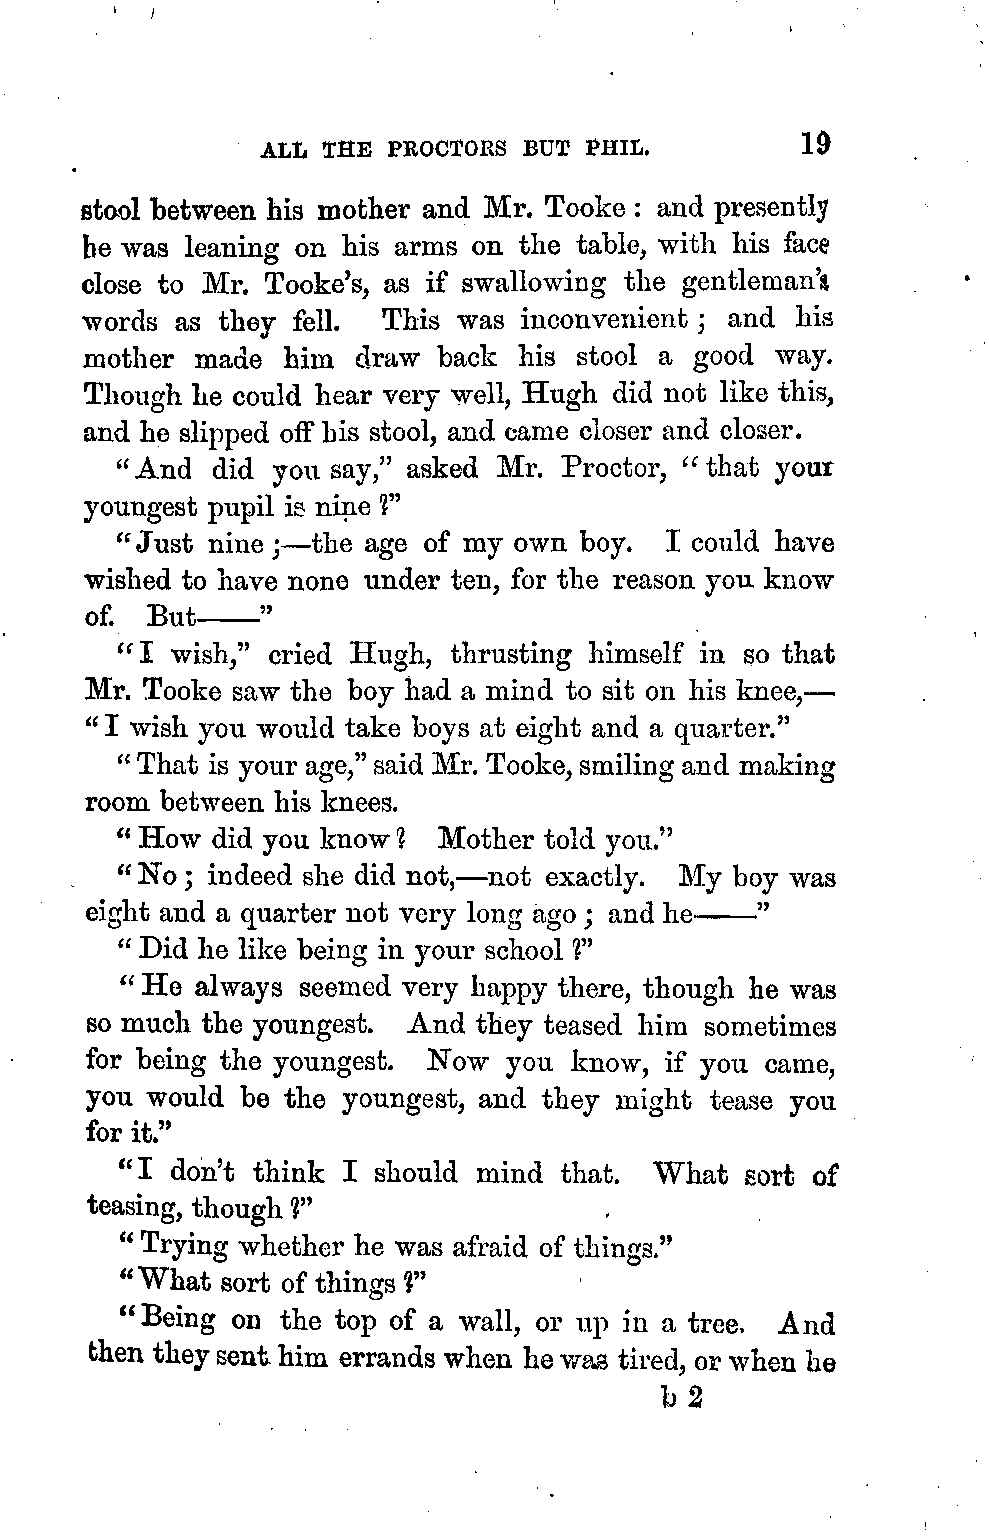 ALL THE PROCTORS BUT PHIL. 19
stool between his mother and Mr. Tooke: and presently
he was leaning on his arms on the table, with his face
close to Mr. Tooke's, as if swallowing the gentleman's
words as they fell. This was inconvenient; and his
mother made him draw back his stool a good way.
Though he could hear very well, Hugh did not like this,
and he slipped off his stool, and came closer and closer.
"And did you say," asked Mr. Proctor, "that your
youngest pupil is nine?"
"Just nine;—the age of my own boy. I could have
wished to have none under ten, for the reason you know
of. But——"
"I wish," cried Hugh, thrusting himself in so that
Mr. Tooke saw the boy had a mind to sit on his knee,—
"I wish you would take boys at eight and a quarter."
"That is your age," said Mr. Tooke, smiling and making
room between his knees.
"How did you know? Mother told you."
"No; indeed she did not,—not exactly. My boy was
eight and a quarter not very long ago; and he——"
"Did he like being in your school?"
"He always seemed very happy there, though he was
so much the youngest. And they teased him sometimes
for being the youngest. Now you know, if you came,
you would be the youngest, and they might tease you
for it."
"I don't think I should mind that. What sort of
teasing, though?"
"Trying whether he was afraid of things."
"What sort of things?"
"Being on the top of a wall, or up in a tree. And
then they sent him errands when he was tired, or when he
b 2